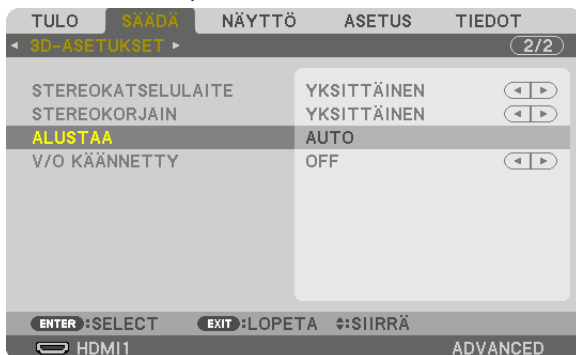 TULO SÄÄDÄ NÄYTTÖ ASETUS TIEDOT
3D-ASETUKSET 2/2
STEREOKATSELULAITE YKSITTÄINEN
STEREOKORJAIN YKSITTÄINEN
ALUSTAA AUTO
V/O KÄÄNNETTY OFF
ENTER :SELECT EXIT :LOPETA :SIIRRÄ
HDMI1 ADVANCED